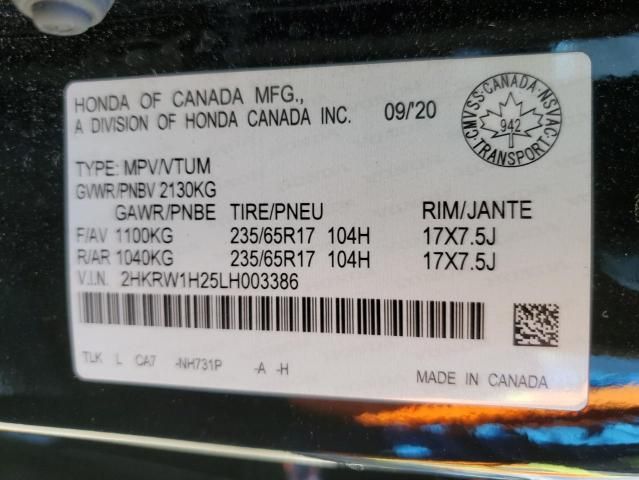 HONDA OF CANADA MFG.,
A DIVISION OF HONDA CANADA INC.
09/'20
CMVSS·CANADA·NSVAC·TRANSPORT·
942
TYPE: MPV/VTUM
GVWR/PNBV 2130KG
GAWR/PNBE TIRE/PNEU RIM/JANTE
F/AV 1100KG 235/65R17 104H 17X7.5J
R/AR 1040KG 235/65R17 104H 17X7.5J
V.I.N. 2HKRW1H25LH003386
TLK L CA7 -NH731P -A -H
MADE IN CANADA